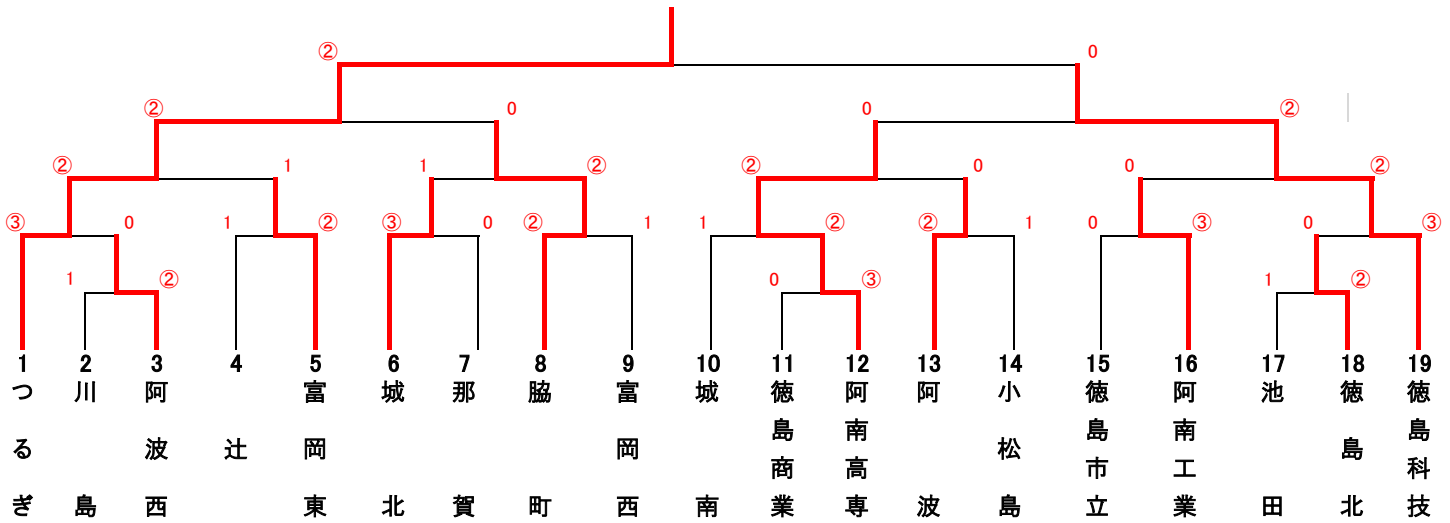 ② 0
② 0 0 ②
② 1 1 ② ② 0 0 ②
③ 0 1 ② ③ 0 ② 1 1 ② ② 1 0 ③ 0 ③
1 ② 0 ③ 1 ②
1 2 3 4 5 6 7 8 9 10 11 12 13 14 15 16 17 18 19
つるぎ
川島
阿波西
辻
富岡東
城北
那賀
脇町
富岡西
城南
徳島商業
阿南高専
阿波
小松島
徳島市立
阿南工業
池田
徳島北
徳島科技